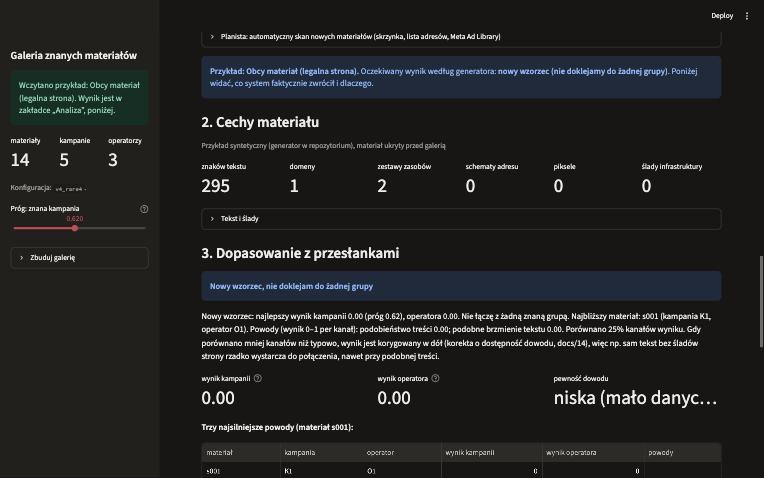 Deploy
Galeria znanych materiałów
Wczytano przykład: Obcy materiał
(legalna strona). Wynik jest w
zakładce „Analiza”, poniżej.
materiały kampanie operatorzy
14 5 3
Konfiguracja: v4_rare4 .
Próg: znana kampania
0.620
Zbuduj galerię
Planista: automatyczny skan nowych materiałów (skrzynka, lista adresów, Meta Ad Library)
Przykład: Obcy materiał (legalna strona). Oczekiwany wynik według generatora: nowy wzorzec (nie doklejamy do żadnej grupy). Poniżej
widać, co system faktycznie zwrócił i dlaczego.
2. Cechy materiału
Przykład syntetyczny (generator w repozytorium), materiał ukryty przed galerią
znaków tekstu domeny zestawy zasobów schematy adresu piksele ślady infrastruktury
295 1 2 0 0 0
Tekst i ślady
3. Dopasowanie z przesłankami
Nowy wzorzec, nie doklejam do żadnej grupy
Nowy wzorzec: najlepszy wynik kampanii 0.00 (próg 0.62), operatora 0.00. Nie łączę z żadną znaną grupą. Najbliższy materiał: s001 (kampania K1,
operator O1). Powody (wynik 0–1 per kanał): podobieństwo treści 0.00; podobne brzmienie tekstu 0.00. Porównano 25% kanałów wyniku. Gdy
porównano mniej kanałów niż typowo, wynik jest korygowany w dół (korekta o dostępność dowodu, docs/14), więc np. sam tekst bez śladów
strony rzadko wystarcza do połączenia, nawet przy podobnej treści.
wynik kampanii wynik operatora pewność dowodu
0.00 0.00 niska (mało danyc…
Trzy najsilniejsze powody (materiał s001):
materiał kampania operator wynik kampanii wynik operatora powody
s001 K1 O1 0 0